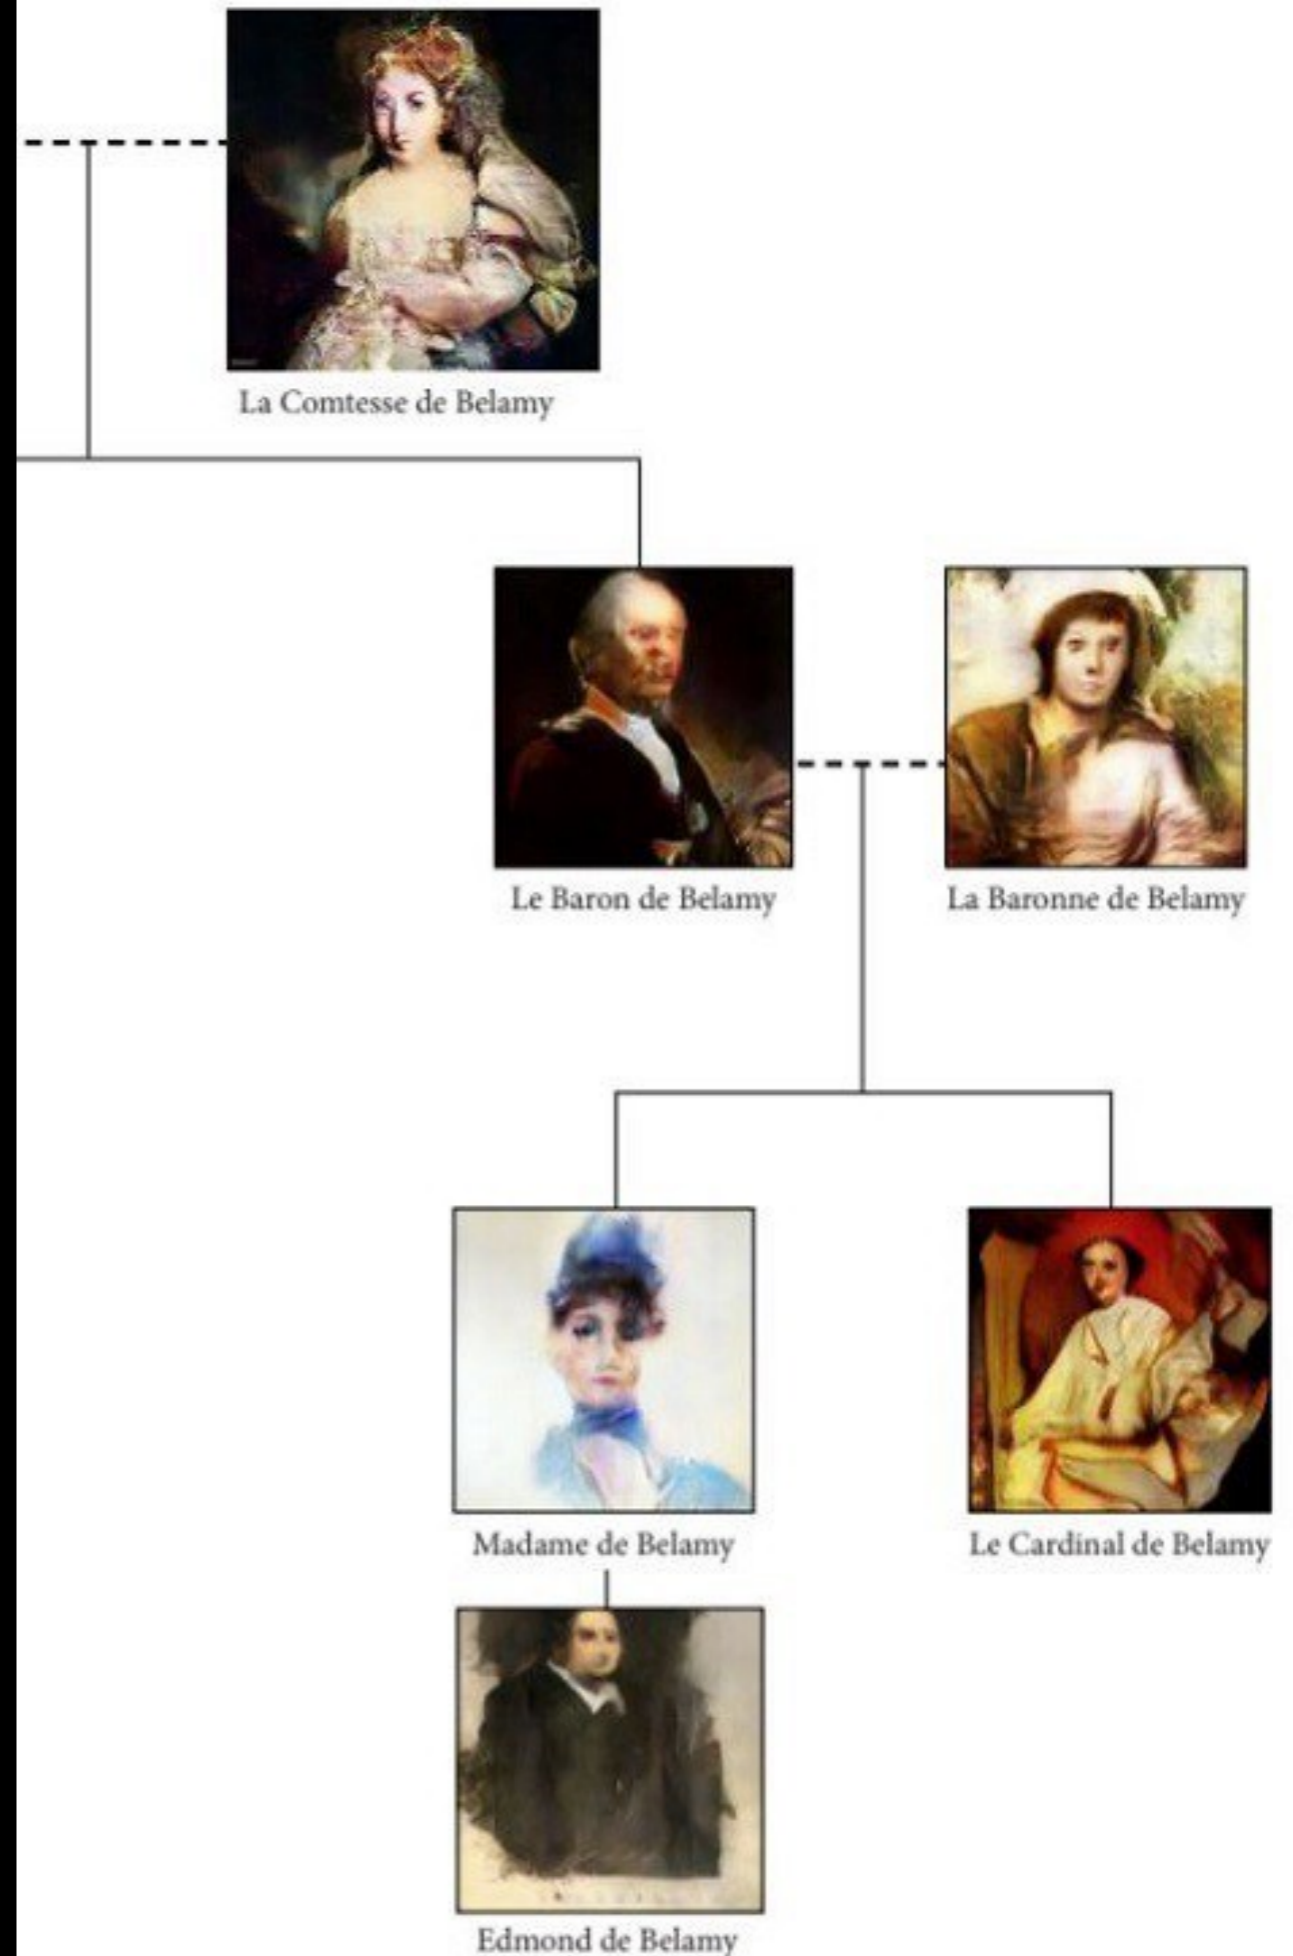 La Comtesse de Belamy
Le Baron de Belamy
La Baronne de Belamy
Madame de Belamy
Le Cardinal de Belamy
Edmond de Belamy